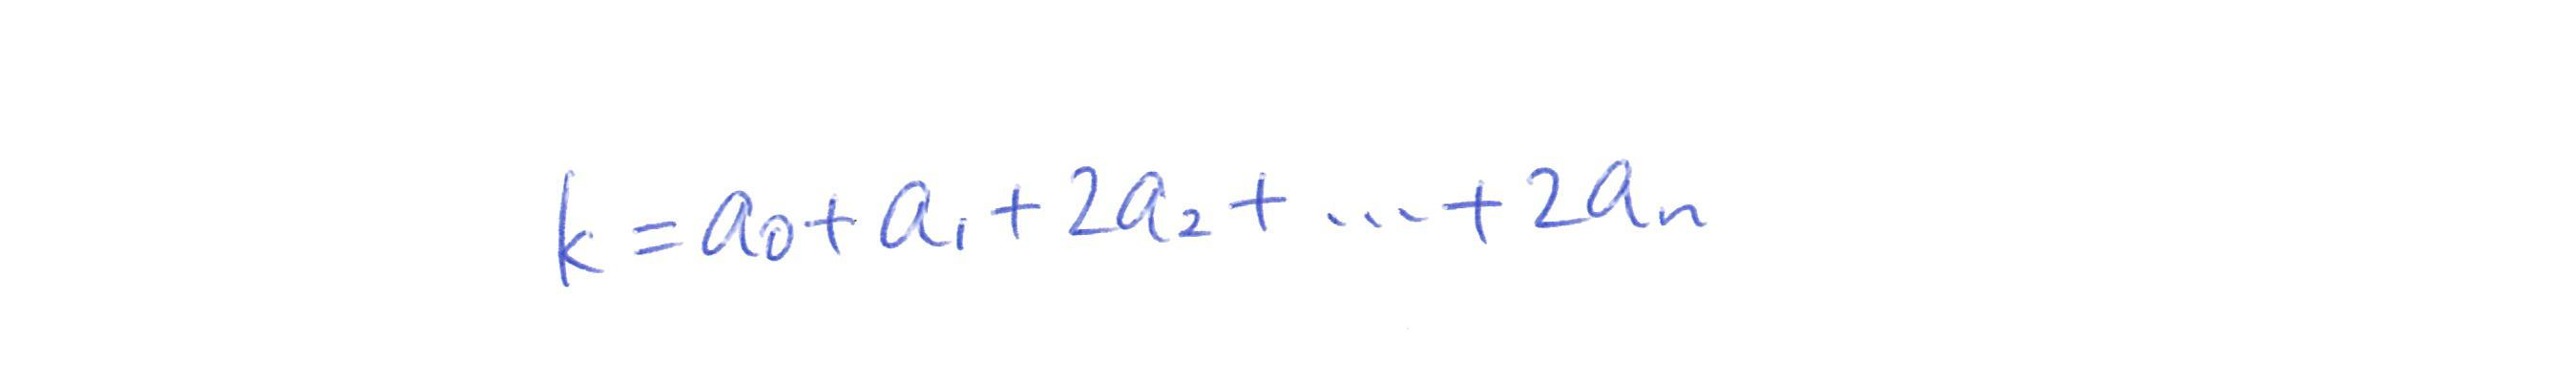 k = a₀ + a₁ + 2a₂ + ... + 2aₙ